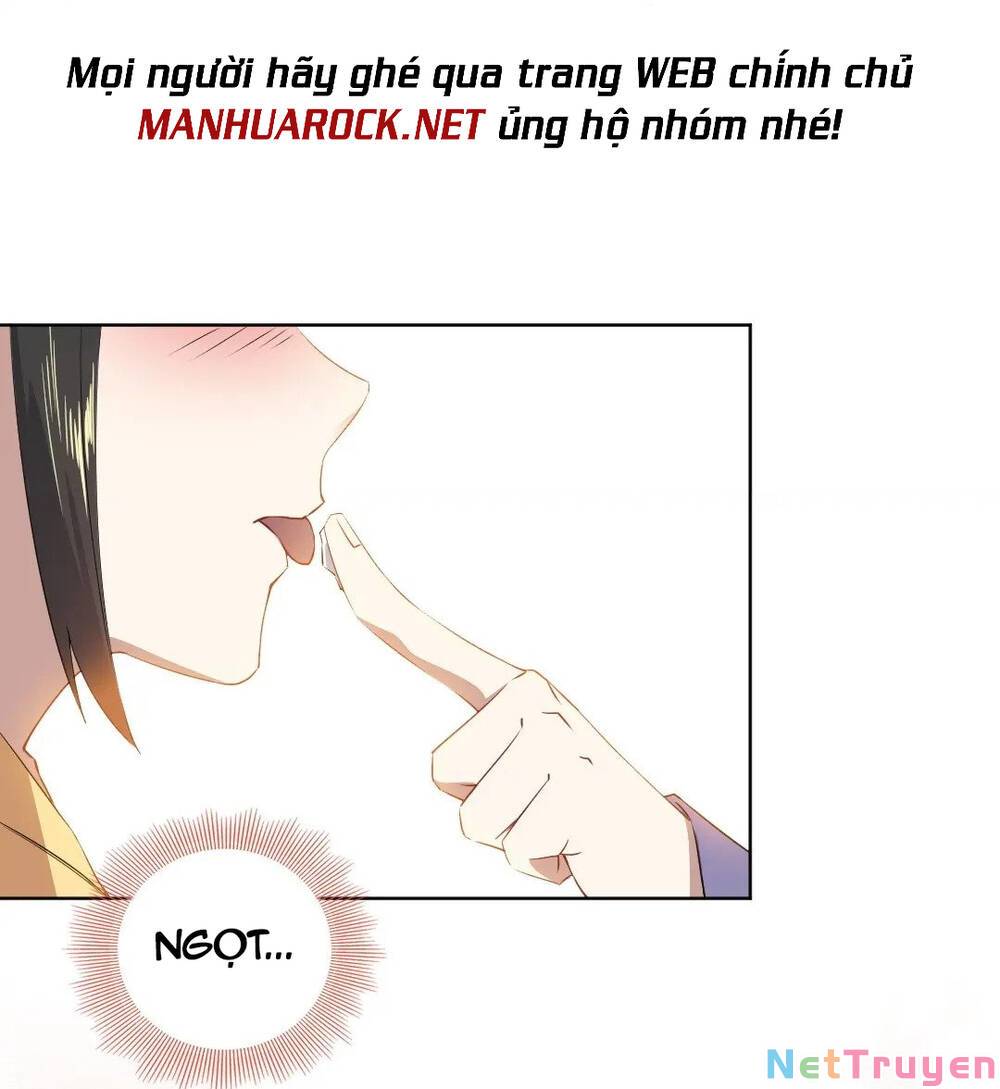 Mọi người hãy ghé qua trang WEB chính chủ
MANHUAROCK.NET ủng hộ nhóm nhé!
NGỌT...
NetTruyen